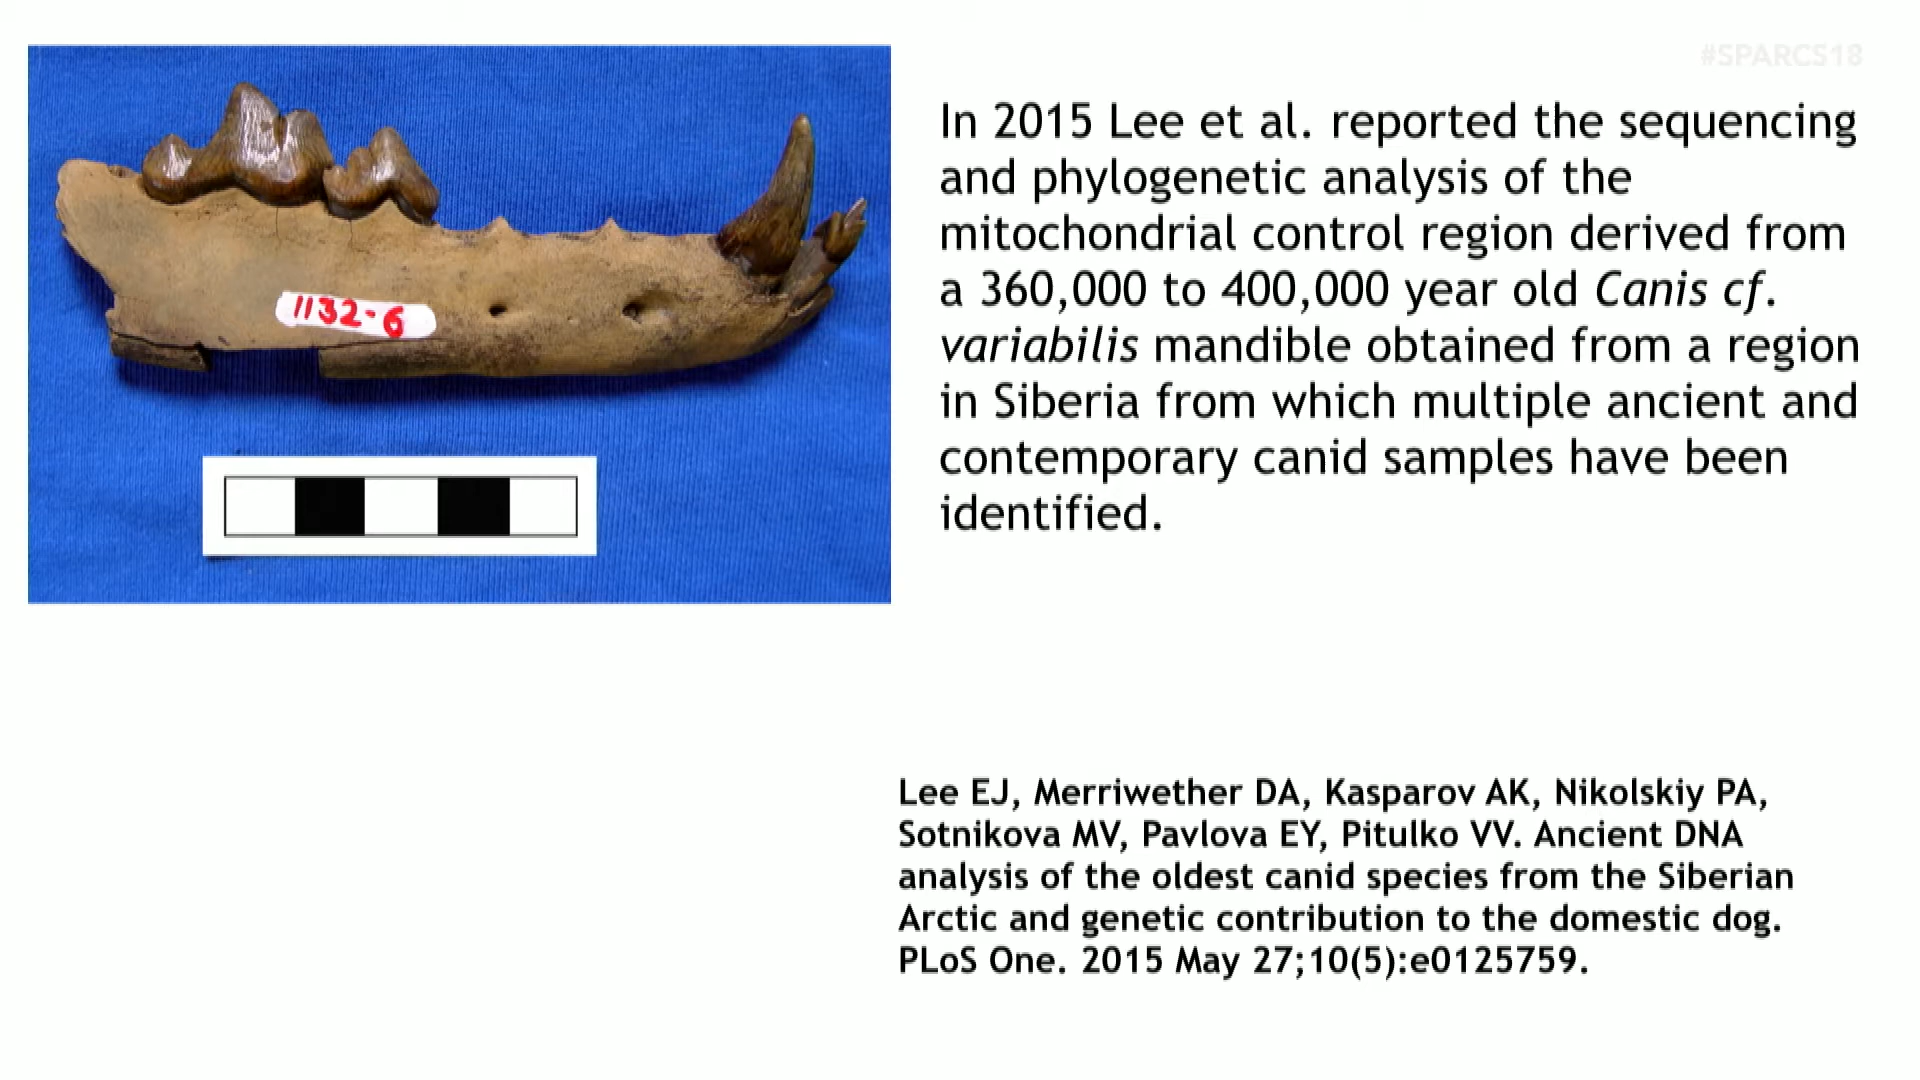 #SPARCS18
In 2015 Lee et al. reported the sequencing
and phylogenetic analysis of the
mitochondrial control region derived from
a 360,000 to 400,000 year old Canis cf.
variabilis mandible obtained from a region
in Siberia from which multiple ancient and
contemporary canid samples have been
identified.
1132-6
Lee EJ, Merriwether DA, Kasparov AK, Nikolskiy PA,
Sotnikova MV, Pavlova EY, Pitulko VV. Ancient DNA
analysis of the oldest canid species from the Siberian
Arctic and genetic contribution to the domestic dog.
PLoS One. 2015 May 27;10(5):e0125759.